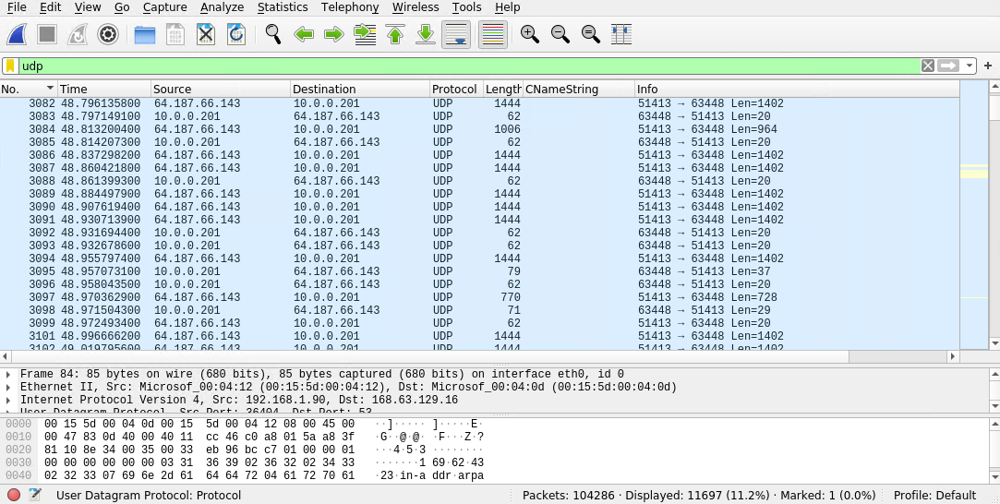 File Edit View Go Capture Analyze Statistics Telephony Wireless Tools Help
udp
No. Time Source Destination Protocol Length CNameString Info
3082 48.796135800 64.187.66.143 10.0.0.201 UDP 1444 51413 → 63448 Len=1402
3083 48.797149100 10.0.0.201 64.187.66.143 UDP 62 63448 → 51413 Len=20
3084 48.813200400 64.187.66.143 10.0.0.201 UDP 1006 51413 → 63448 Len=964
3085 48.814207300 10.0.0.201 64.187.66.143 UDP 62 63448 → 51413 Len=20
3086 48.837298200 64.187.66.143 10.0.0.201 UDP 1444 51413 → 63448 Len=1402
3087 48.860421800 64.187.66.143 10.0.0.201 UDP 1444 51413 → 63448 Len=1402
3088 48.861399300 10.0.0.201 64.187.66.143 UDP 62 63448 → 51413 Len=20
3089 48.884497900 64.187.66.143 10.0.0.201 UDP 1444 51413 → 63448 Len=1402
3090 48.907619400 64.187.66.143 10.0.0.201 UDP 1444 51413 → 63448 Len=1402
3091 48.930713900 64.187.66.143 10.0.0.201 UDP 1444 51413 → 63448 Len=1402
3092 48.931694400 10.0.0.201 64.187.66.143 UDP 62 63448 → 51413 Len=20
3093 48.932678600 10.0.0.201 64.187.66.143 UDP 62 63448 → 51413 Len=20
3094 48.955797400 64.187.66.143 10.0.0.201 UDP 1444 51413 → 63448 Len=1402
3095 48.957073100 10.0.0.201 64.187.66.143 UDP 79 63448 → 51413 Len=37
3096 48.958043500 10.0.0.201 64.187.66.143 UDP 62 63448 → 51413 Len=20
3097 48.970362900 64.187.66.143 10.0.0.201 UDP 770 51413 → 63448 Len=728
3098 48.971504300 10.0.0.201 64.187.66.143 UDP 71 63448 → 51413 Len=29
3099 48.972493400 64.187.66.143 10.0.0.201 UDP 62 51413 → 63448 Len=20
3101 48.996666200 64.187.66.143 10.0.0.201 UDP 1444 51413 → 63448 Len=1402
3102 49.019795600 64.187.66.143 10.0.0.201 UDP 1444 51413 → 63448 Len=1402
Frame 84: 85 bytes on wire (680 bits), 85 bytes captured (680 bits) on interface eth0, id 0
Ethernet II, Src: Microsof_00:04:12 (00:15:5d:00:04:12), Dst: Microsof_00:04:0d (00:15:5d:00:04:0d)
Internet Protocol Version 4, Src: 192.168.1.90, Dst: 168.63.129.16
User Datagram Protocol, Src Port: 36404, Dst Port: 53
0000 00 15 5d 00 04 0d 00 15 5d 00 04 12 08 00 45 00 ··]····· ]·····E·
0010 00 47 83 0d 40 00 40 11 cc 46 c0 a8 01 5a a8 3f ·G··@·@· ·F···Z·?
0020 81 10 8e 34 00 35 00 33 eb 96 bc c7 01 00 00 01 ···4·5·3 ········
0030 00 00 00 00 00 00 03 31 36 39 02 36 32 02 34 33 ·······1 69·62·43
0040 02 32 33 07 69 6e 2d 61 64 64 72 04 61 72 70 61 ·23·in-a ddr·arpa
User Datagram Protocol: Protocol Packets: 104286 · Displayed: 11697 (11.2%) · Marked: 1 (0.0%) Profile: Default